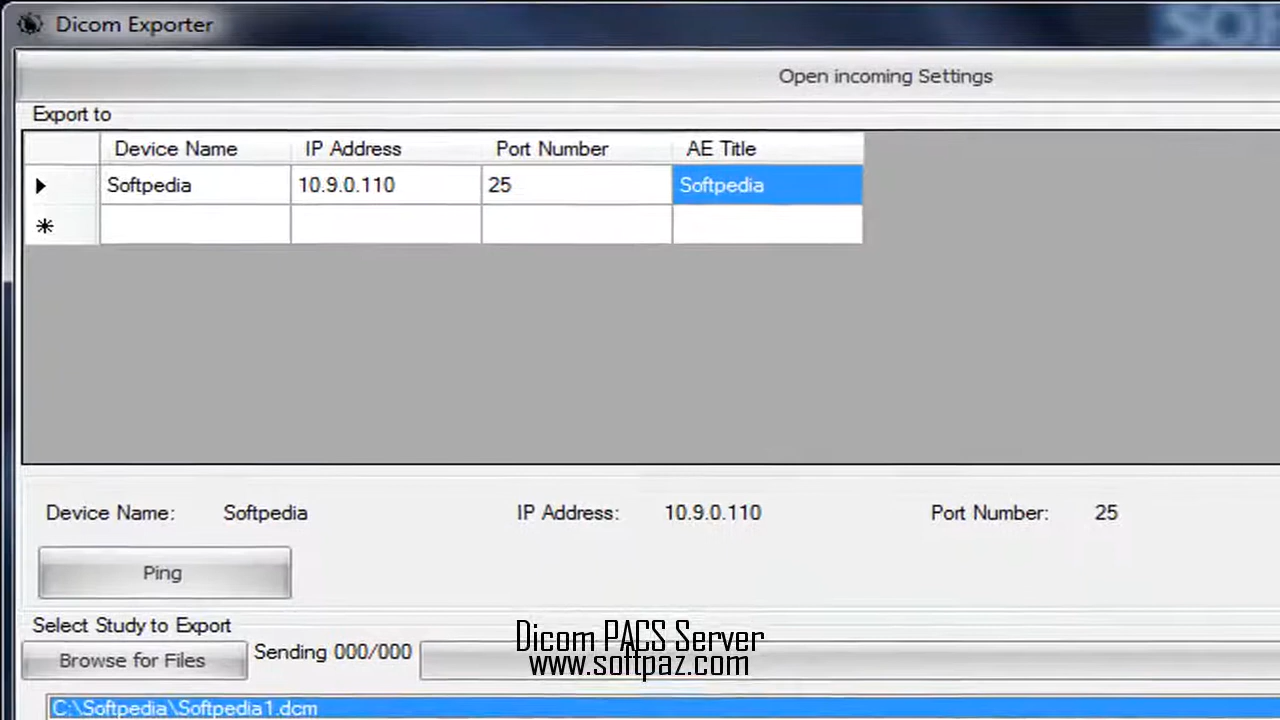 Dicom Exporter
SOF
Open incoming Settings
Export to
Device Name IP Address Port Number AE Title
Softpedia 10.9.0.110 25 Softpedia
Device Name: Softpedia IP Address: 10.9.0.110 Port Number: 25
Ping
Select Study to Export
Browse for Files Sending 000/000
Dicom PACS Server
www.softpaz.com
C:\Softpedia\Softpedia1.dcm